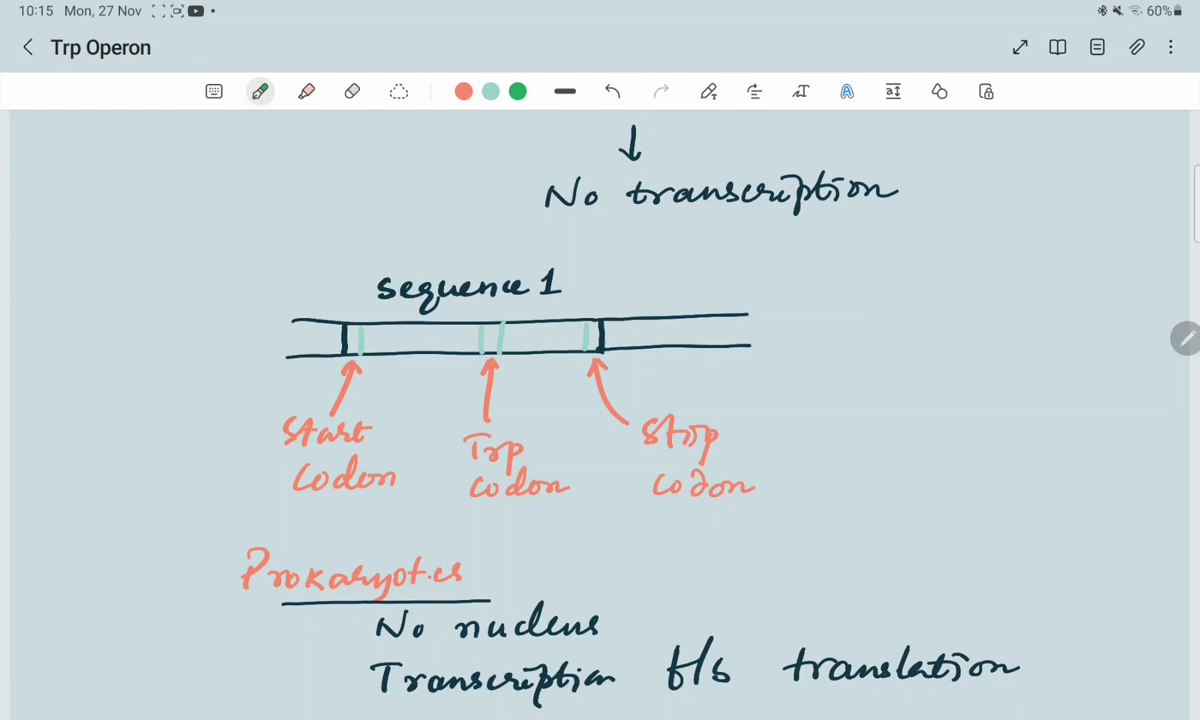 10:15 Mon, 27 Nov
60%
Trp Operon
No transcription
Sequence 1
Start
Codon
Trp
codon
Stop
codon
Prokaryotes
No nucleus
Transcription f/s translation